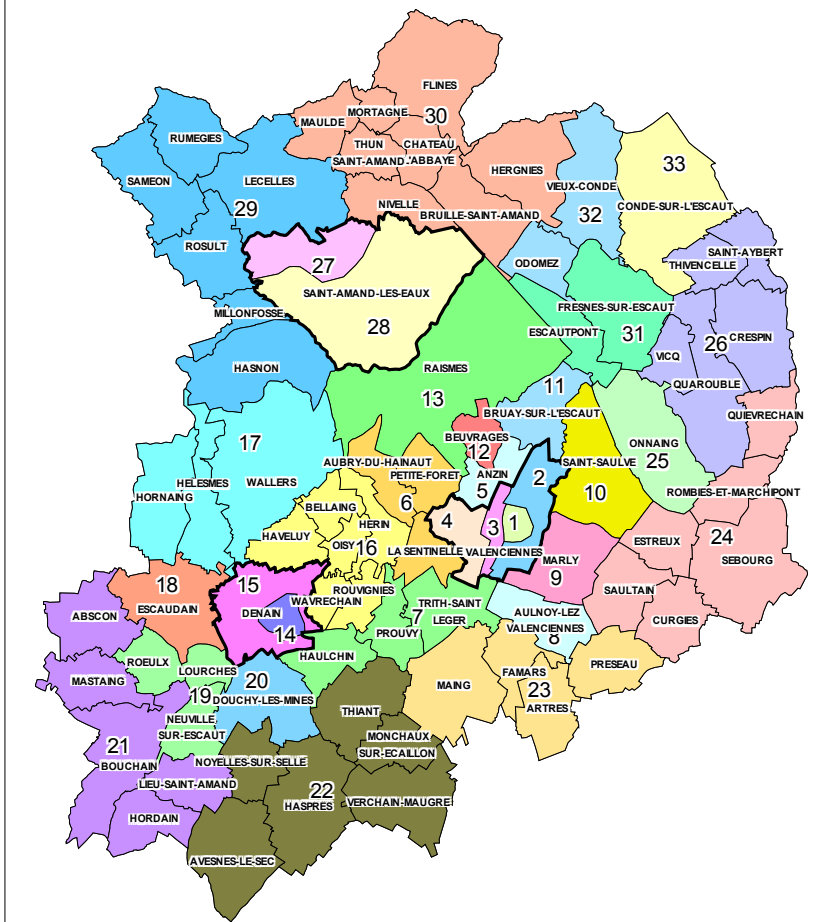 FLINES
MORTAGNE
30
MAULDE
THUN
CHATEAU
SAINT-AMAND
L'ABBAYE
RUMEGIES
SAMEON
LECELLES
29
HERGNIES
33
VIEUX-CONDE
32
CONDE-SUR-L'ESCAUT
NIVELLE
BRUILLE-SAINT-AMAND
ROSULT
27
ODOMEZ
SAINT-AYBERT
THIVENCELLE
SAINT-AMAND-LES-EAUX
28
MILLONFOSSE
FRESNES-SUR-ESCAUT
ESCAUTPONT
31
CRESPIN
26
VICQ
HASNON
RAISMES
13
11
QUAROUBLE
BRUAY-SUR-L'ESCAUT
QUIEVRECHAIN
BEUVRAGES
12
17
ONNAING
25
AUBRY-DU-HAINAUT
PETITE-FORET
ANZIN
5
2
SAINT-SAULVE
10
HELESMES
WALLERS
HORNAING
ROMBIES-ET-MARCHIPONT
6
BELLAING
HERIN
4
3
1
HAVELUY
OISY
16
LA SENTINELLE
VALENCIENNES
ESTREUX
24
SEBOURG
MARLY
9
18
ESCAUDAIN
15
ROUVIGNIES
WAVRECHAIN
SAULTAIN
ABSCON
DENAIN
14
TRITH-SAINT
LEGER
7
PROUVY
AULNOY-LEZ
VALENCIENNES
8
CURGIES
ROEULX
LOURCHES
HAULCHIN
PRESEAU
MASTAING
19
20
DOUCHY-LES-MINES
MAING
FAMARS
23
ARTRES
NEUVILLE
SUR-ESCAUT
THIANT
21
BOUCHAIN
MONCHAUX
SUR-ECAILLON
NOYELLES-SUR-SELLE
LIEU-SAINT-AMAND
22
HASPRES
VERCHAIN-MAUGRE
HORDAIN
AVESNES-LE-SEC